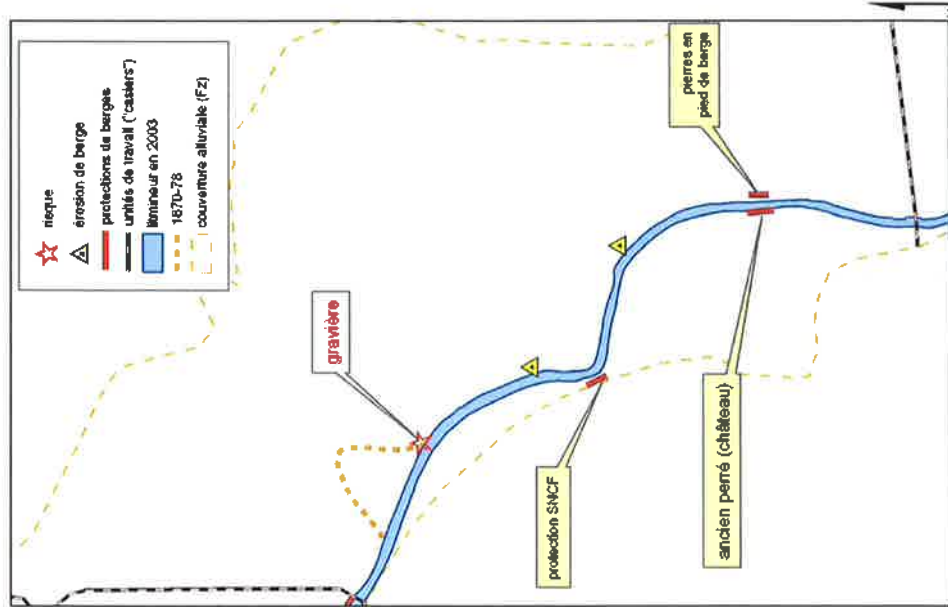 risque
érosion de berge
protections de berges
unités de travail ("casiers")
lit mineur en 2003
1870-78
couverture alluviale (Fz)
gravière
pierres en
pied de berge
protection SNCF
ancien perré (château)